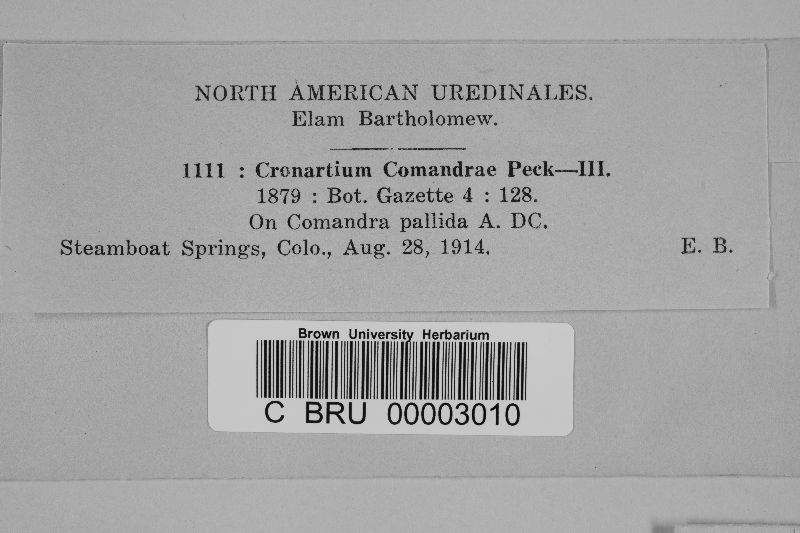 NORTH AMERICAN UREDINALES.
Elam Bartholomew.
1111 : Cronartium Comandrae Peck—III.
1879 : Bot. Gazette 4 : 128.
On Comandra pallida A. DC.
Steamboat Springs, Colo., Aug. 28, 1914. E. B.
Brown University Herbarium
C BRU 00003010